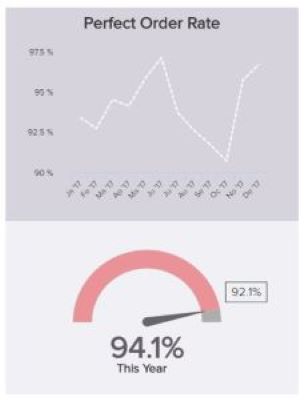 Perfect Order Rate
97.5 %
95 %
92.5 %
90 %
Ja '17 Fe '17 Ma '17 Ap '17 Ma '17 Ju '17 Ju '17 Au '17 Se '17 Oc '17 No '17 De '17
92.1%
94.1%
This Year